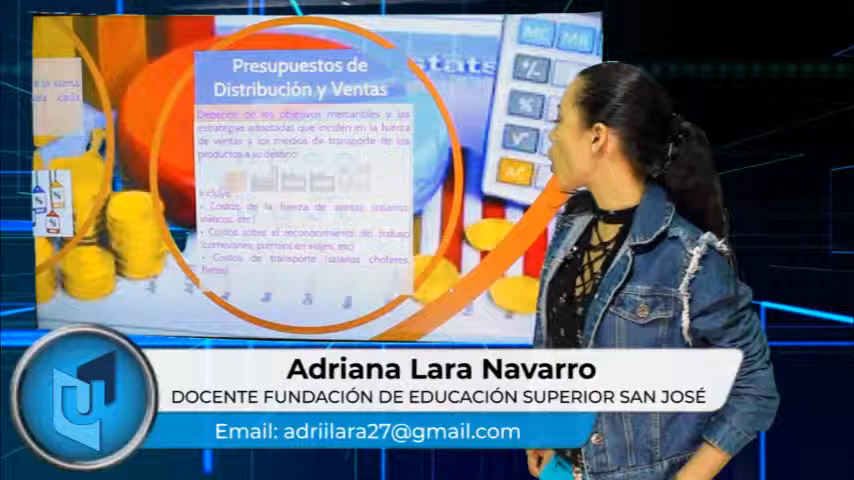 Presupuestos de
Distribución y Ventas
stats
Depende de los objetivos mercantiles y las
estrategias adoptadas que inciden en la fuerza
de ventas y los medios de transporte de los
productos a su destino
Incluye:
• Costos de la fuerza de ventas (salarios,
viáticos, etc)
• Costos sobre el reconocimiento del trabajo
(comisiones, premios en viajes, etc)
• Costos de transporte (salarios choferes,
fletes)
Adriana Lara Navarro
DOCENTE FUNDACIÓN DE EDUCACIÓN SUPERIOR SAN JOSÉ
Email: adriilara27@gmail.com